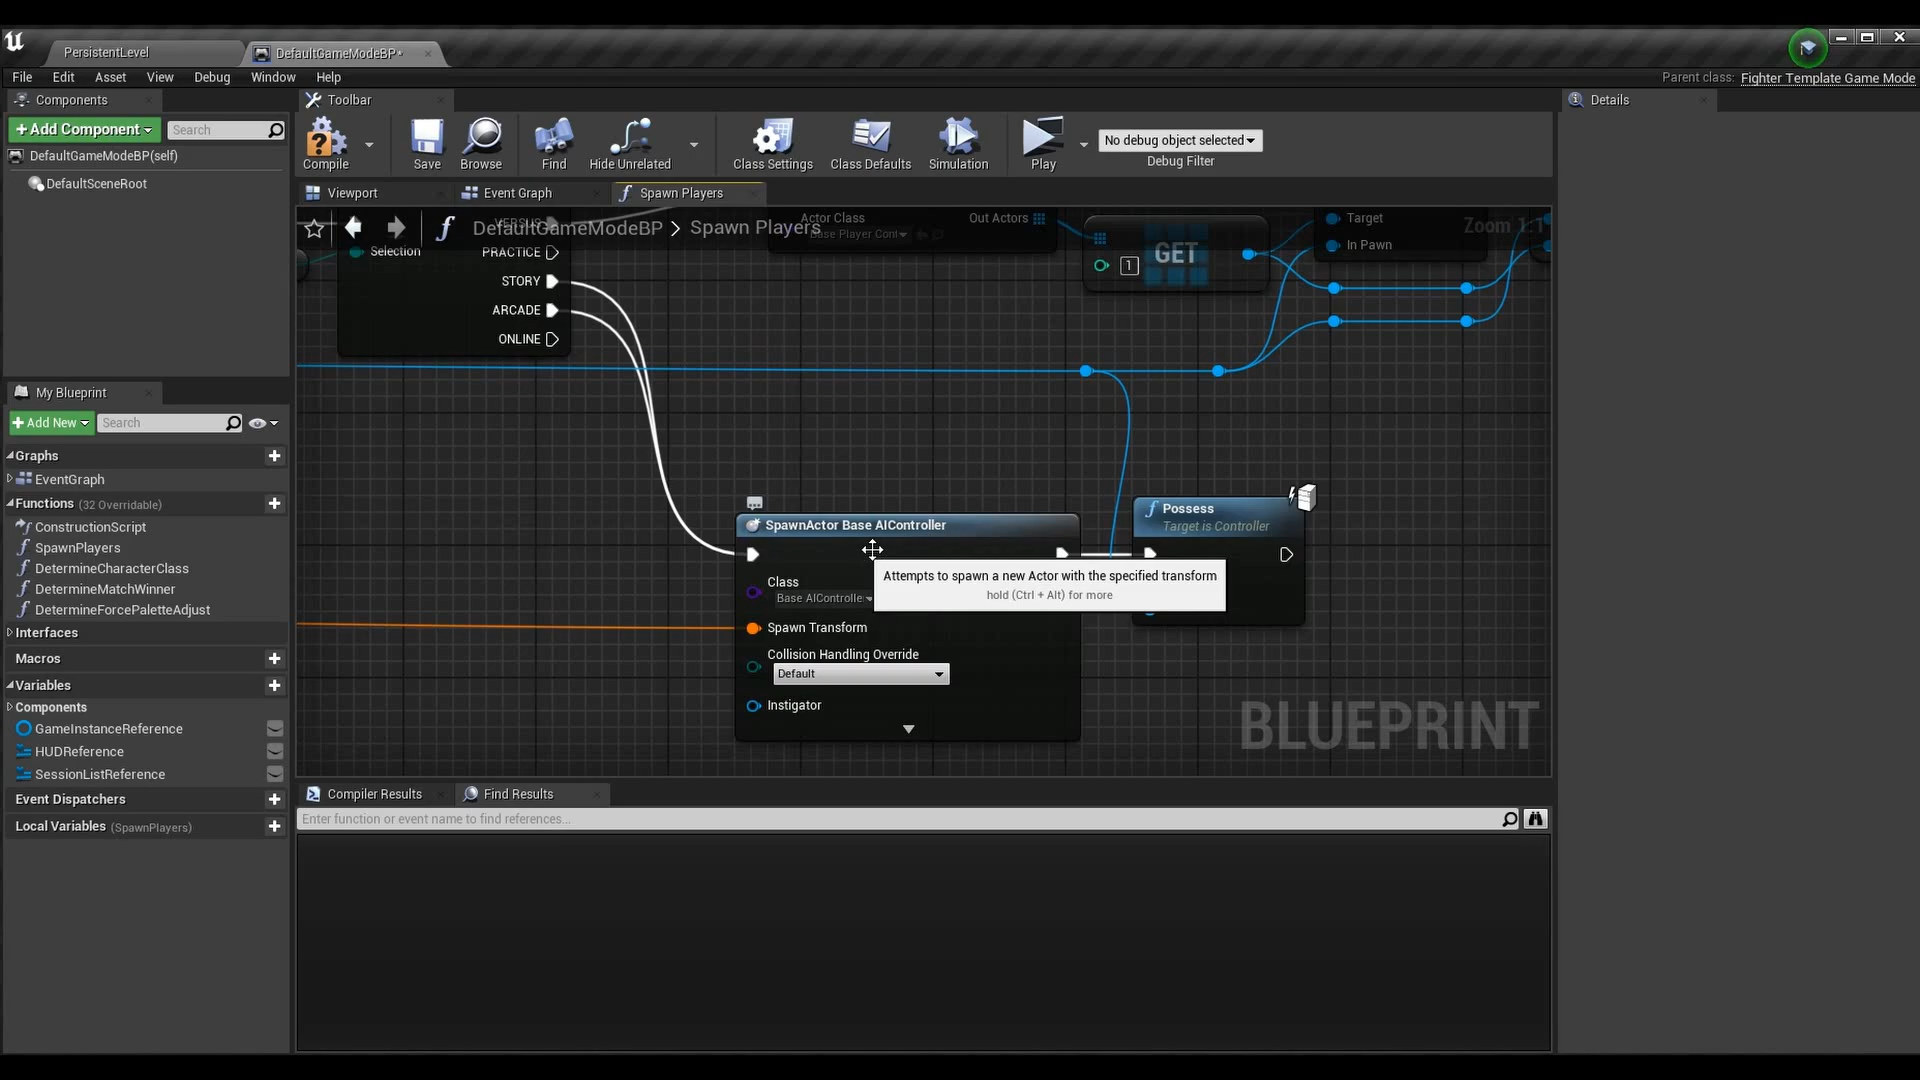 PersistentLevel
DefaultGameModeBP*
File Edit Asset View Debug Window Help
Parent class: Fighter Template Game Mode
Components
Toolbar
Details
+ Add Component
Search
DefaultGameModeBP(self)
DefaultSceneRoot
Compile
Save
Browse
Find
Hide Unrelated
Class Settings
Class Defaults
Simulation
Play
No debug object selected
Debug Filter
Viewport
Event Graph
Spawn Players
DefaultGameModeBP > Spawn Players
Zoom 1:1
VERSUS
Selection
PRACTICE
STORY
ARCADE
ONLINE
Actor Class
Base Player Cont
Out Actors
1
GET
Target
In Pawn
SpawnActor Base AIController
Class
Base AIControlle
Spawn Transform
Collision Handling Override
Default
Instigator
Attempts to spawn a new Actor with the specified transform
hold (Ctrl + Alt) for more
Possess
Target is Controller
BLUEPRINT
My Blueprint
+ Add New
Search
Graphs
EventGraph
Functions (32 Overridable)
ConstructionScript
SpawnPlayers
DetermineCharacterClass
DetermineMatchWinner
DetermineForcePaletteAdjust
Interfaces
Macros
Variables
Components
GameInstanceReference
HUDReference
SessionListReference
Event Dispatchers
Local Variables (SpawnPlayers)
Compiler Results
Find Results
Enter function or event name to find references...